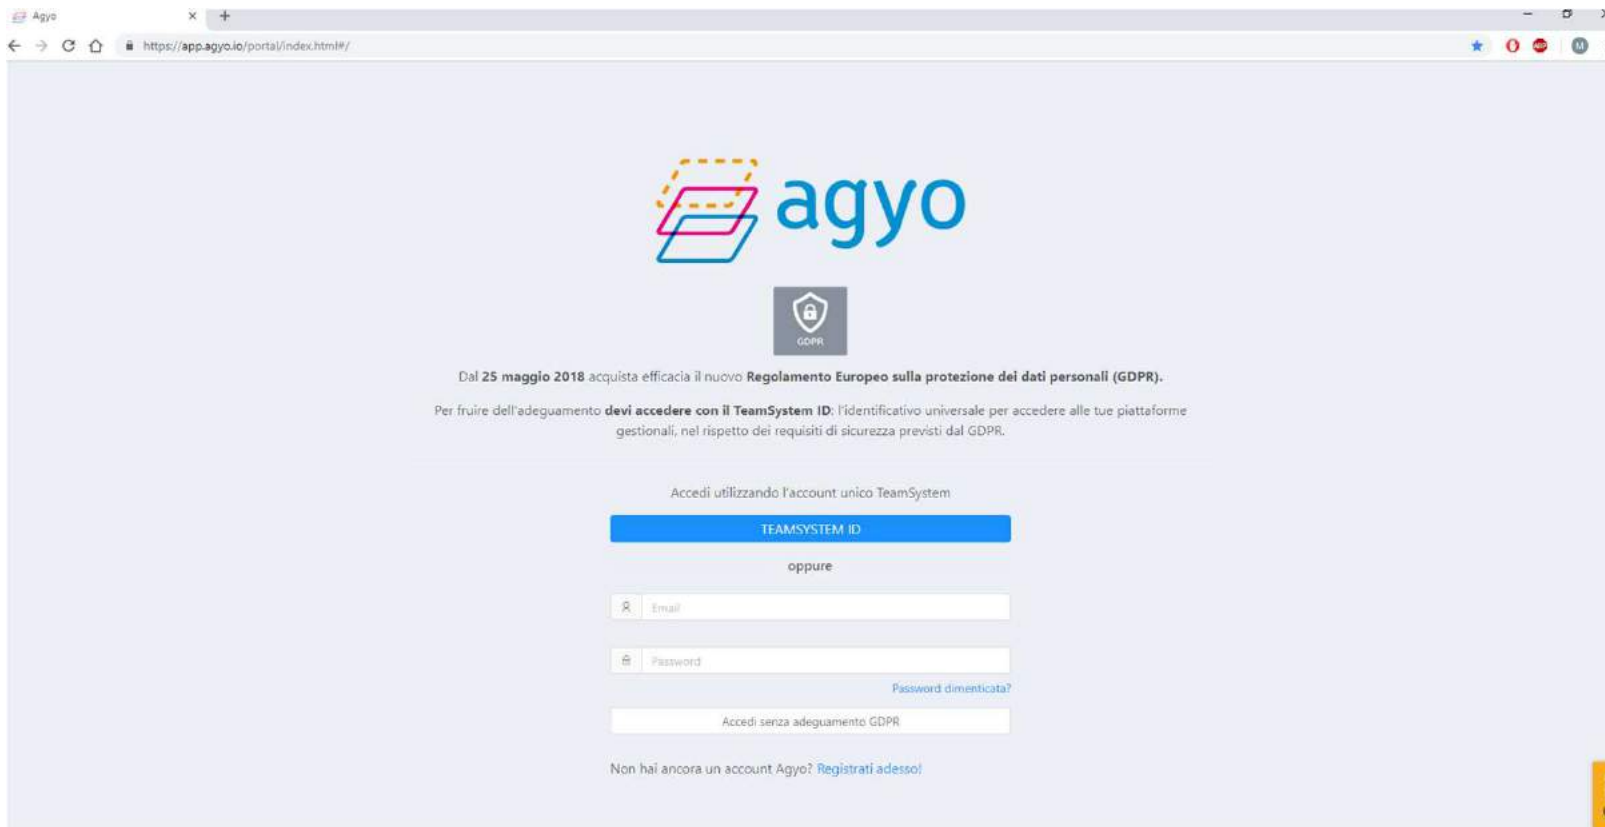 Agyo
https://app.agyo.io/portal/index.html#/
ABP
M
agyo
GDPR
Dal 25 maggio 2018 acquista efficacia il nuovo Regolamento Europeo sulla protezione dei dati personali (GDPR).
Per fruire dell'adeguamento devi accedere con il TeamSystem ID: l'identificativo universale per accedere alle tue piattaforme
gestionali, nel rispetto dei requisiti di sicurezza previsti dal GDPR.
Accedi utilizzando l'account unico TeamSystem
TEAMSYSTEM ID
oppure
Email
Password
Password dimenticata?
Accedi senza adeguamento GDPR
Non hai ancora un account Agyo? Registrati adesso!